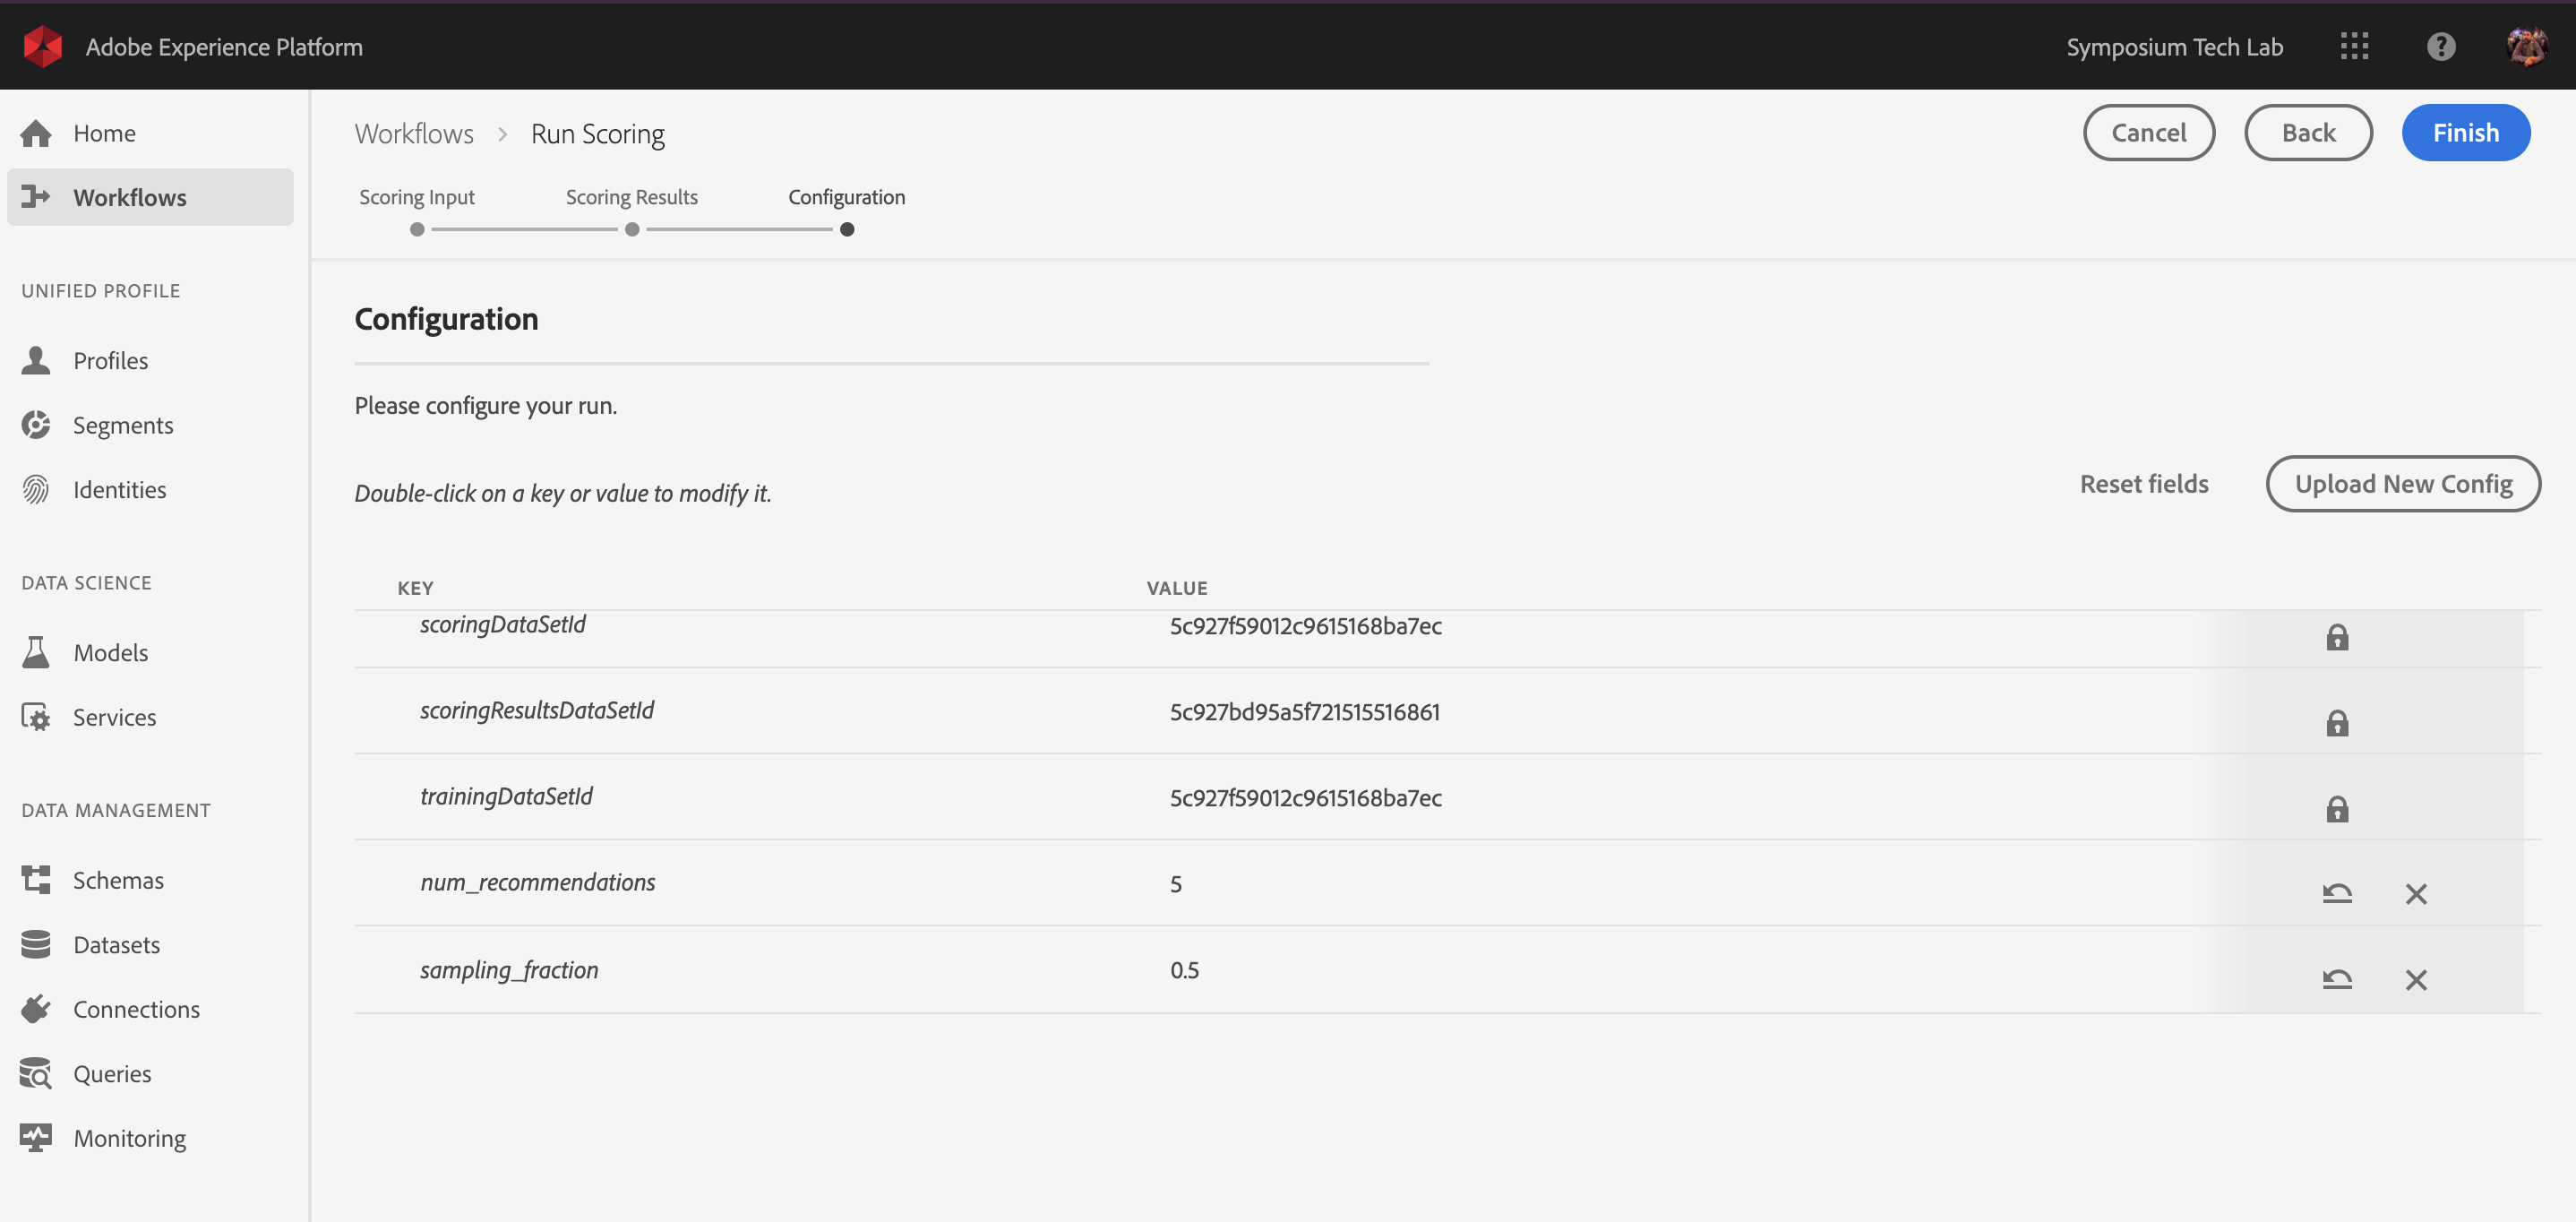 Adobe Experience Platform
Symposium Tech Lab
Home
Workflows
UNIFIED PROFILE
Profiles
Segments
Identities
DATA SCIENCE
Models
Services
DATA MANAGEMENT
Schemas
Datasets
Connections
Queries
Monitoring
Workflows > Run Scoring
Cancel Back Finish
Scoring Input Scoring Results Configuration
Configuration
Please configure your run.
Double-click on a key or value to modify it.
Reset fields Upload New Config
KEY VALUE
scoringDataSetId 5c927f59012c9615168ba7ec
scoringResultsDataSetId 5c927bd95a5f721515516861
trainingDataSetId 5c927f59012c9615168ba7ec
num_recommendations 5
sampling_fraction 0.5